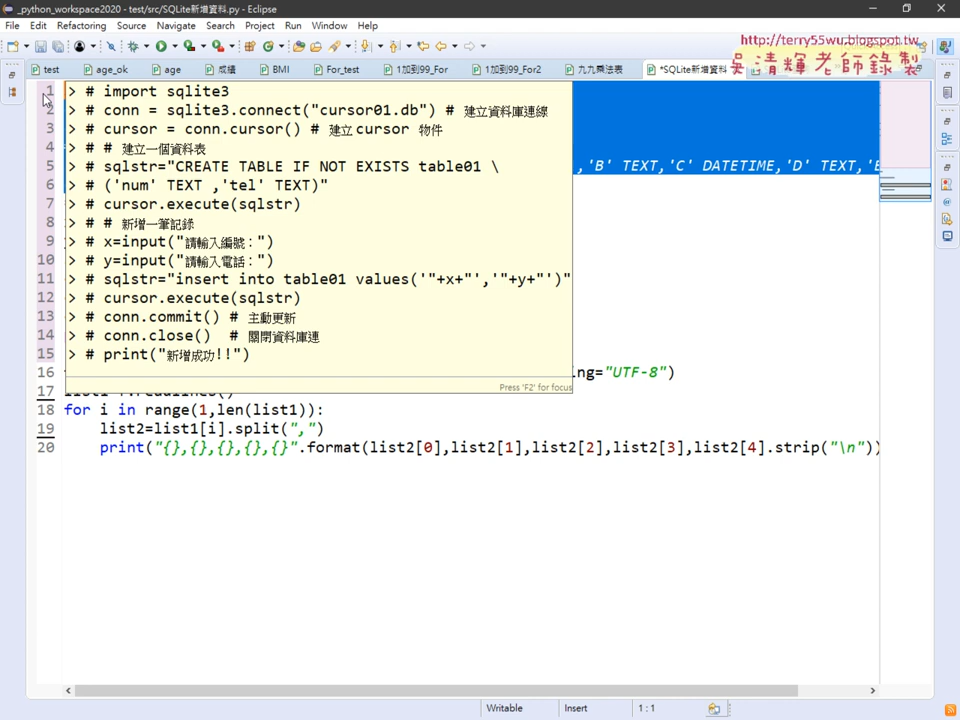 _python_workspace2020 - test/src/SQLite新增資料.py - Eclipse
File Edit Refactoring Source Navigate Search Project Run Window Help
http://terry55wu.blogspot.tw
吳清輝老師錄製
test age_ok age 成績 BMI For_test 1加到99_For 1加到99_For2 九九乘法表 *SQLite新增資料
1 > # import sqlite3
2 > # conn = sqlite3.connect("cursor01.db") # 建立資料庫連線
3 > # cursor = conn.cursor() # 建立 cursor 物件
4 > # # 建立一個資料表
5 > # sqlstr="CREATE TABLE IF NOT EXISTS table01 \ ,'B' TEXT,'C' DATETIME,'D' TEXT,'E
6 > # ('num' TEXT ,'tel' TEXT)"
7 > # cursor.execute(sqlstr)
8 > # # 新增一筆記錄
9 > # x=input("請輸入編號：")
10 > # y=input("請輸入電話：")
11 > # sqlstr="insert into table01 values('"+x+"','"+y+"')"
12 > # cursor.execute(sqlstr)
13 > # conn.commit() # 主動更新
14 > # conn.close() # 關閉資料庫連
15 > # print("新增成功!!")
16 ng="UTF-8")
Press 'F2' for focus
17
18 for i in range(1,len(list1)):
19 list2=list1[i].split(",")
20 print("{},{},{},{},{}".format(list2[0],list2[1],list2[2],list2[3],list2[4].strip("\n"))
Writable Insert 1 : 1